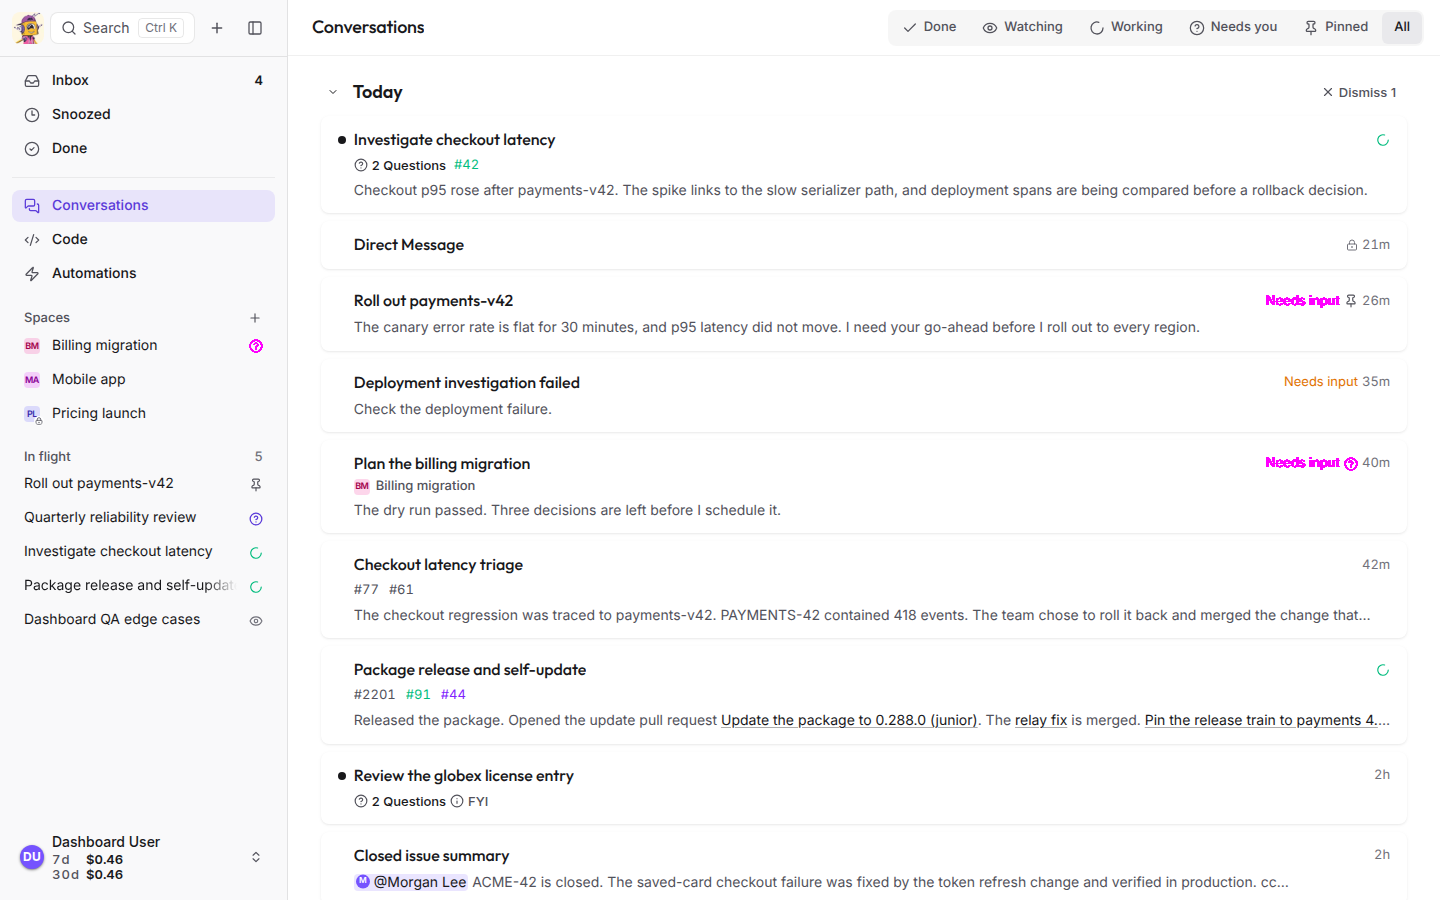 Search Ctrl K
Inbox 4
Snoozed
Done
Conversations
Code
Automations
Spaces
BM Billing migration
MA Mobile app
PL Pricing launch
In flight 5
Roll out payments-v42
Quarterly reliability review
Investigate checkout latency
Package release and self-update
Dashboard QA edge cases
DU Dashboard User
7d $0.46
30d $0.46
Conversations
Done Watching Working Needs you Pinned All
Today
Dismiss 1
Investigate checkout latency
2 Questions #42
Checkout p95 rose after payments-v42. The spike links to the slow serializer path, and deployment spans are being compared before a rollback decision.
Direct Message 21m
Roll out payments-v42 Needs input 26m
The canary error rate is flat for 30 minutes, and p95 latency did not move. I need your go-ahead before I roll out to every region.
Deployment investigation failed Needs input 35m
Check the deployment failure.
Plan the billing migration Needs input 40m
BM Billing migration
The dry run passed. Three decisions are left before I schedule it.
Checkout latency triage 42m
#77 #61
The checkout regression was traced to payments-v42. PAYMENTS-42 contained 418 events. The team chose to roll it back and merged the change that...
Package release and self-update
#2201 #91 #44
Released the package. Opened the update pull request Update the package to 0.288.0 (junior). The relay fix is merged. Pin the release train to payments 4....
Review the globex license entry 2h
2 Questions FYI
Closed issue summary 2h
M @Morgan Lee ACME-42 is closed. The saved-card checkout failure was fixed by the token refresh change and verified in production. cc...